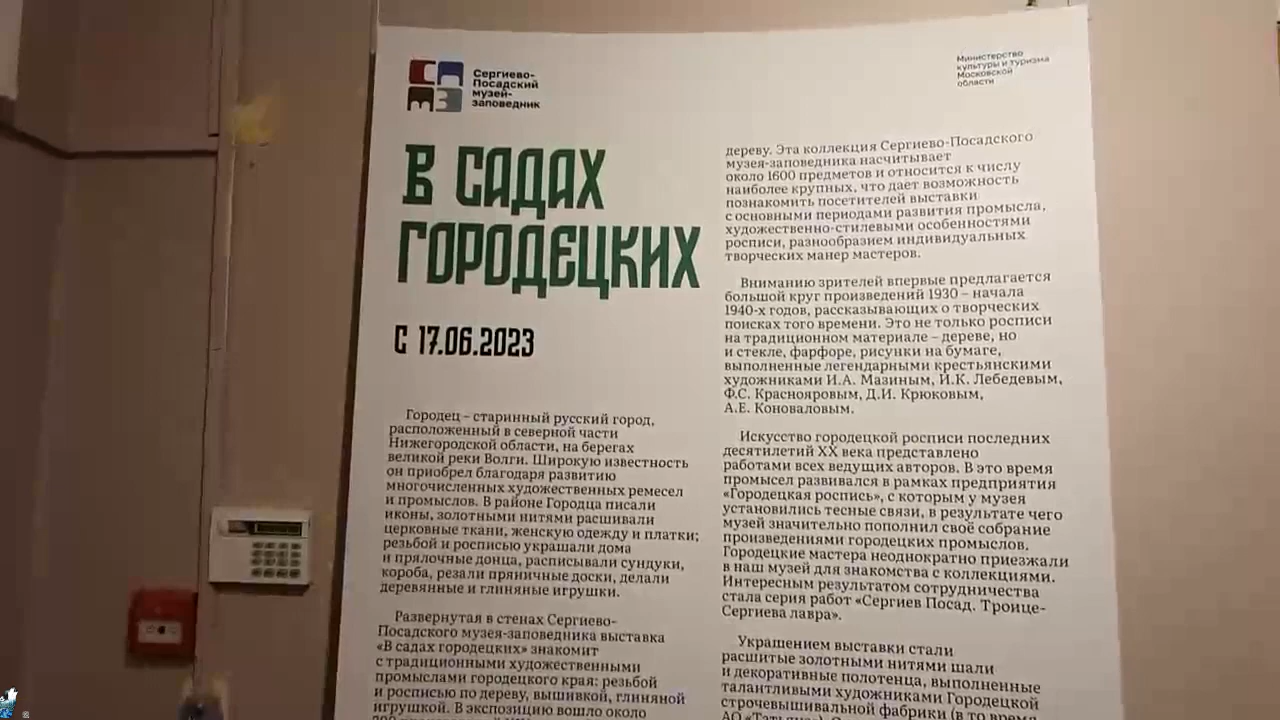 Сергиево-
Посадский
музей-
заповедник
Министерство
культуры и туризма
Московской
области
В САДАХ
ГОРОДЕЦКИХ
С 17.06.2023
Городец – старинный русский город,
расположенный в северной части
Нижегородской области, на берегах
великой реки Волги. Широкую известность
он приобрел благодаря развитию
многочисленных художественных ремесел
и промыслов. В районе Городца писали
иконы, золотными нитями расшивали
церковные ткани, женскую одежду и платки;
резьбой и росписью украшали дома
и прялочные донца, расписывали сундуки,
короба, резали пряничные доски, делали
деревянные и глиняные игрушки.
Развернутая в стенах Сергиево-
Посадского музея-заповедника выставка
«В садах городецких» знакомит
с традиционными художественными
промыслами городецкого края: резьбой
и росписью по дереву, вышивкой, глиняной
игрушкой. В экспозицию вошло около
дереву. Эта коллекция Сергиево-Посадского
музея-заповедника насчитывает
около 1600 предметов и относится к числу
наиболее крупных, что дает возможность
познакомить посетителей выставки
с основными периодами развития промысла,
художественно-стилевыми особенностями
росписи, разнообразием индивидуальных
творческих манер мастеров.
Вниманию зрителей впервые предлагается
большой круг произведений 1930 – начала
1940-х годов, рассказывающих о творческих
поисках того времени. Это не только росписи
на традиционном материале – дереве, но
и стекле, фарфоре, рисунки на бумаге,
выполненные легендарными крестьянскими
художниками И.А. Мазиным, И.К. Лебедевым,
Ф.С. Краснояровым, Д.И. Крюковым,
А.Е. Коноваловым.
Искусство городецкой росписи последних
десятилетий XX века представлено
работами всех ведущих авторов. В это время
промысел развивался в рамках предприятия
«Городецкая роспись», с которым у музея
установились тесные связи, в результате чего
музей значительно пополнил своё собрание
произведениями городецких промыслов.
Городецкие мастера неоднократно приезжали
в наш музей для знакомства с коллекциями.
Интересным результатом сотрудничества
стала серия работ «Сергиев Посад. Троице-
Сергиева лавра».
Украшением выставки стали
расшитые золотными нитями шали
и декоративные полотенца, выполненные
талантливыми художниками Городецкой
строчевышивальной фабрики (в то время